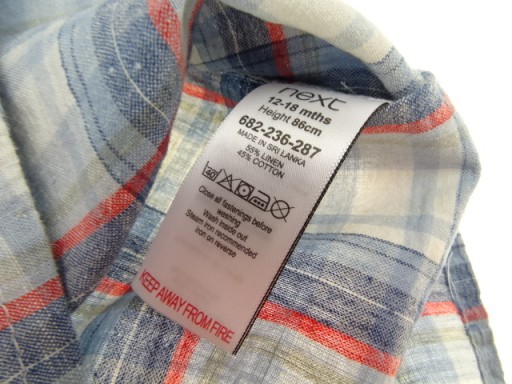 next
12-18 mths
Height 86cm
682-236-287
MADE IN SRI LANKA
55% LINEN
45% COTTON
40
Close all fastenings before
washing
Wash inside out
Steam iron recommended
iron on reverse
KEEP AWAY FROM FIRE